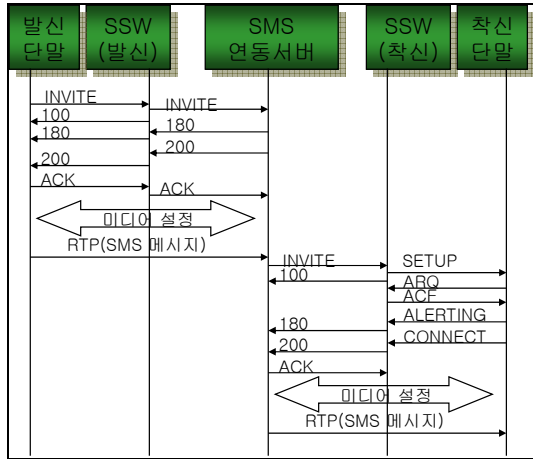 발신
단말
SSW
(발신)
SMS
연동서버
SSW
(착신)
착신
단말
INVITE
INVITE
100
180
180
200
200
ACK
ACK
미디어 설정
RTP(SMS 메시지)
INVITE
SETUP
100
ARQ
ACF
ALERTING
180
CONNECT
200
ACK
미디어 설정
RTP(SMS 메시지)